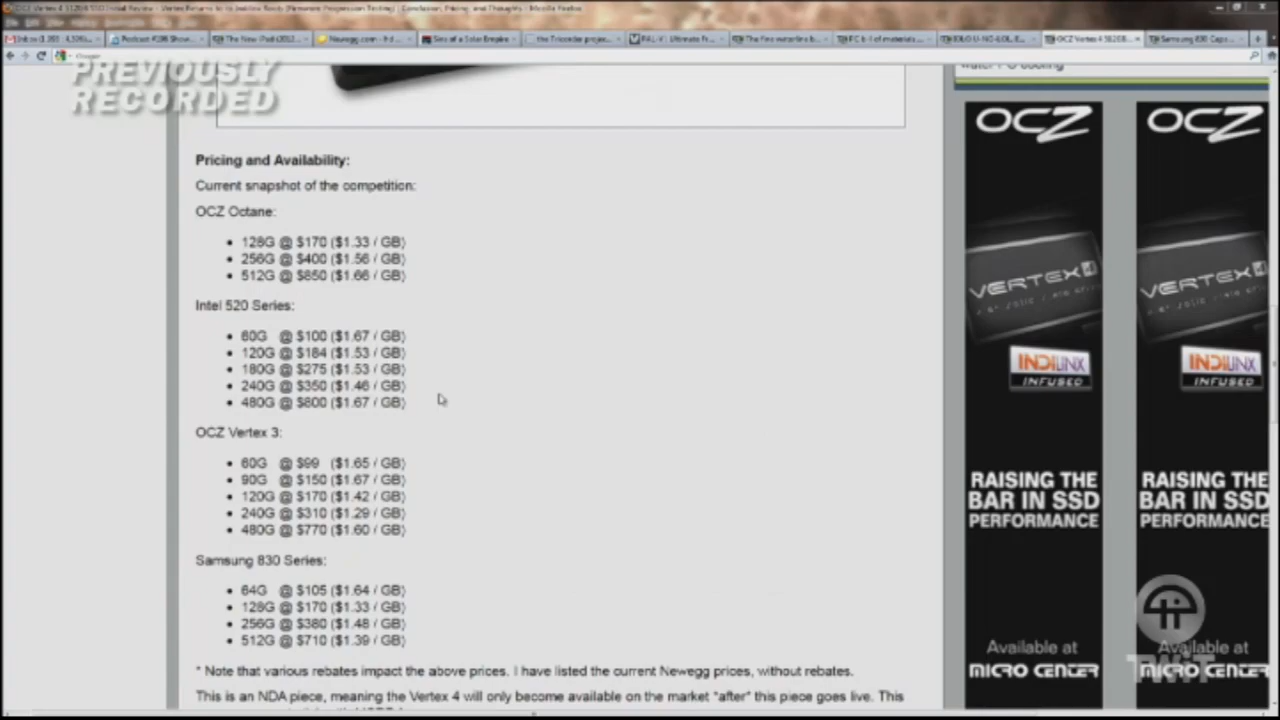 PREVIOUSLY
RECORDED
Pricing and Availability:
Current snapshot of the competition:
OCZ Octane:
• 128G @ $170 ($1.33 / GB)
• 256G @ $400 ($1.56 / GB)
• 512G @ $850 ($1.66 / GB)
Intel 520 Series:
• 60G @ $100 ($1.67 / GB)
• 120G @ $184 ($1.53 / GB)
• 180G @ $275 ($1.53 / GB)
• 240G @ $350 ($1.46 / GB)
• 480G @ $800 ($1.67 / GB)
OCZ Vertex 3:
• 60G @ $99 ($1.65 / GB)
• 90G @ $150 ($1.67 / GB)
• 120G @ $170 ($1.42 / GB)
• 240G @ $310 ($1.29 / GB)
• 480G @ $770 ($1.60 / GB)
Samsung 830 Series:
• 64G @ $105 ($1.64 / GB)
• 128G @ $170 ($1.33 / GB)
• 256G @ $380 ($1.48 / GB)
• 512G @ $710 ($1.39 / GB)
* Note that various rebates impact the above prices. I have listed the current Newegg prices, without rebates.
This is an NDA piece, meaning the Vertex 4 will only become available on the market *after* this piece goes live. This
OCZ
VERTEX 4
INDILINX
INFUSED
RAISING THE
BAR IN SSD
PERFORMANCE
Available at
MICRO CENTER
OCZ
VERTEX 4
INDILINX
INFUSED
RAISING THE
BAR IN SSD
PERFORMANCE
Available at
MICRO CENTER
TWiT